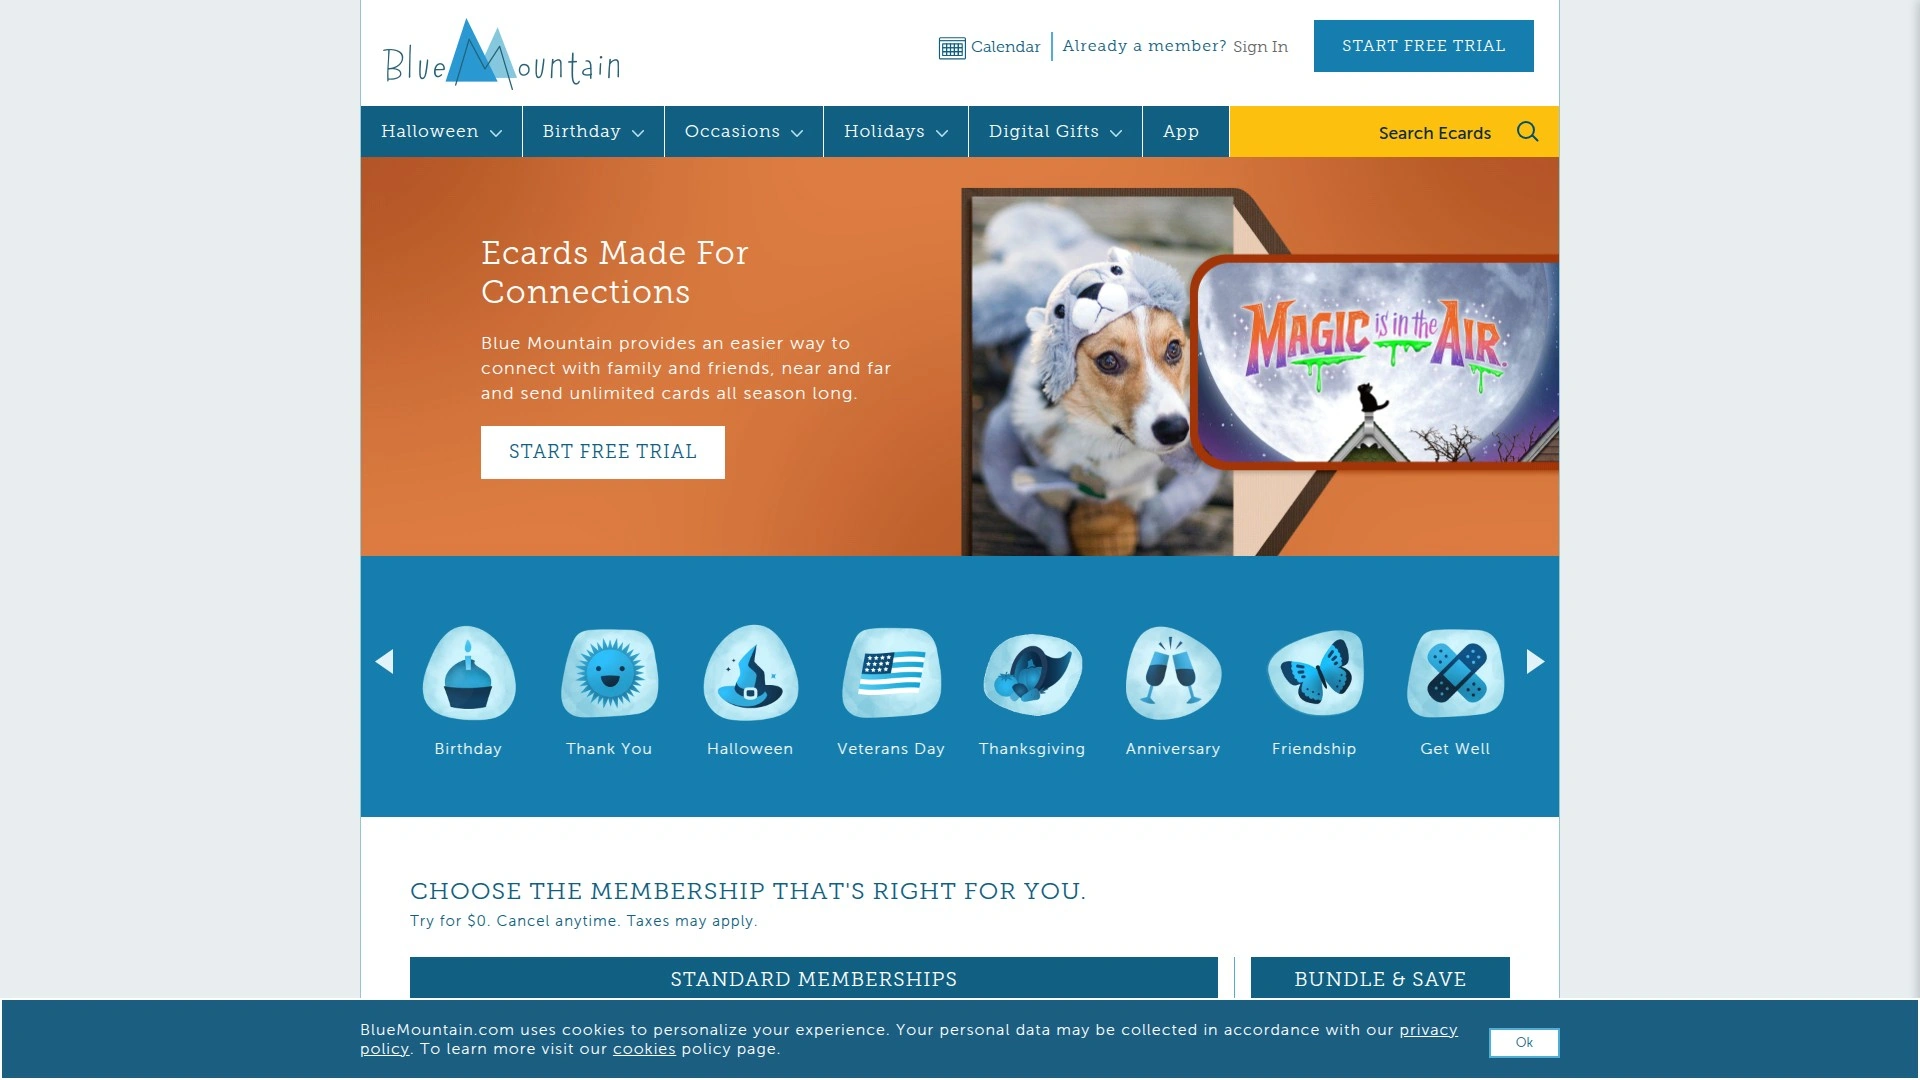 Blue Mountain
Calendar
Already a member? Sign In
START FREE TRIAL
Halloween
Birthday
Occasions
Holidays
Digital Gifts
App
Search Ecards
Ecards Made For
Connections
Blue Mountain provides an easier way to
connect with family and friends, near and far
and send unlimited cards all season long.
START FREE TRIAL
MAGIC is in the AIR
Birthday
Thank You
Halloween
Veterans Day
Thanksgiving
Anniversary
Friendship
Get Well
CHOOSE THE MEMBERSHIP THAT'S RIGHT FOR YOU.
Try for $0. Cancel anytime. Taxes may apply.
STANDARD MEMBERSHIPS
BUNDLE & SAVE
BlueMountain.com uses cookies to personalize your experience. Your personal data may be collected in accordance with our privacy
policy. To learn more visit our cookies policy page.
Ok